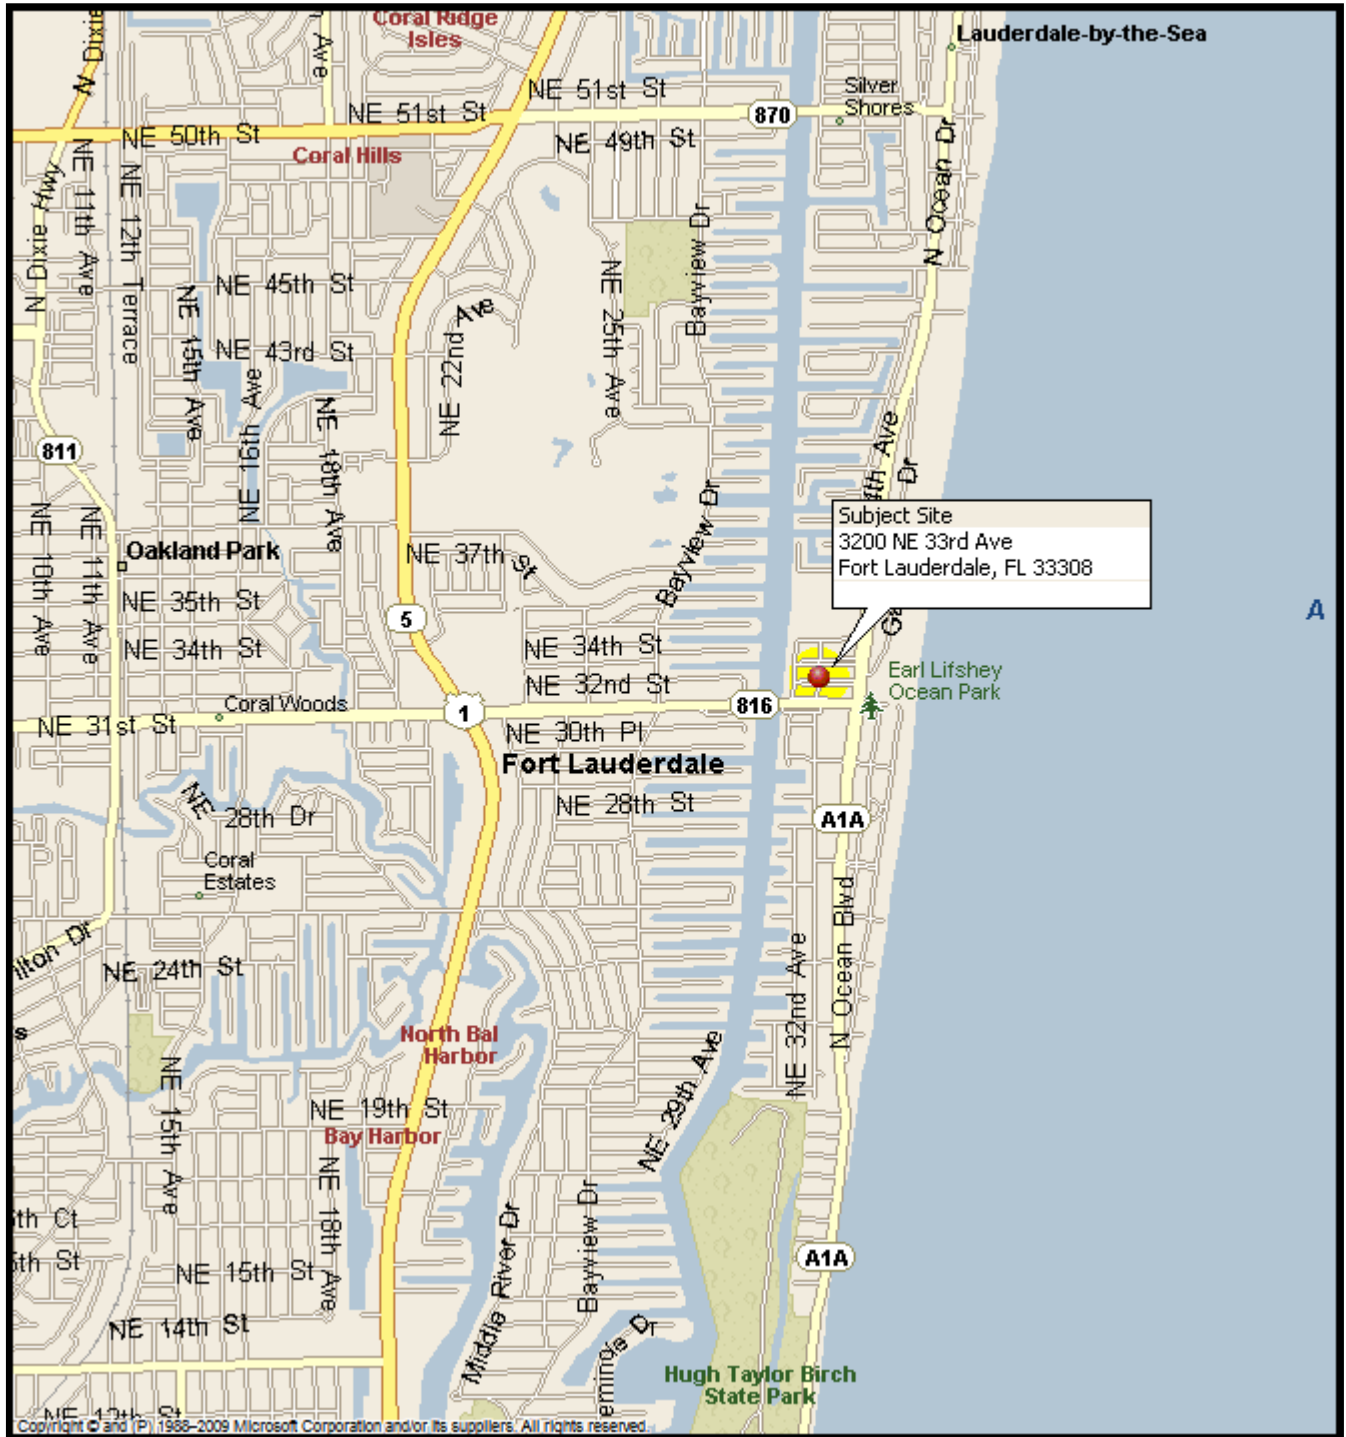 Coral Ridge
Isles
Lauderdale-by-the-Sea
N Dixie
Ave
NE 51st St
Silver
Shores
NE 51st St
870
NE 50th St
NE 49th St
Coral Hills
N Dixie Hwy
NE 11th Ave
NE 12th Terrace
N Ocean Dr
Bayview Dr
NE 45th St
NE 25th Ave
NE 22nd Ave
NE 15th Ave
NE 43rd St
NE 16th Ave
NE 18th Ave
811
4th Ave
Dr
Bayview Dr
NE 10th Ave
NE 11th Ave
Subject Site
3200 NE 33rd Ave
Fort Lauderdale, FL 33308
Oakland Park
NE 37th St
NE 35th St
A
5
NE 34th St
NE 34th St
Earl Lifshey
Ocean Park
NE 32nd St
Coral Woods
1
816
NE 31st St
NE 30th Pl
Fort Lauderdale
NE 28th St
NE 28th Dr
A1A
Coral
Estates
N Ocean Blvd
ilton Dr
NE 24th St
NE 32nd Ave
s
North Bal
Harbor
NE 29th Ave
NE 15th Ave
NE 19th St
Bay Harbor
NE 18th Ave
Middle River Dr
Bayview Dr
5th St
A1A
NE 15th St
NE 14th St
Hugh Taylor Birch
State Park
Copyright © and (P) 1988–2009 Microsoft Corporation and/or its suppliers. All rights reserved.